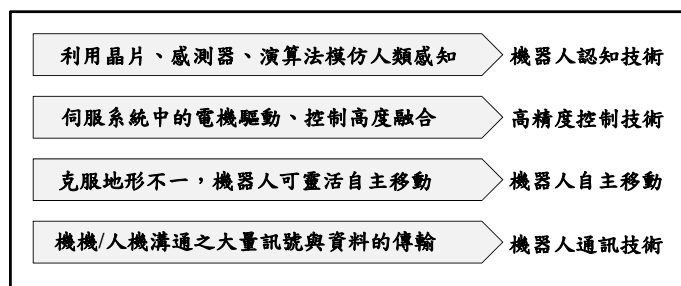 利用晶片、感測器、演算法模仿人類感知 機器人認知技術
伺服系統中的電機驅動、控制高度融合 高精度控制技術
克服地形不一，機器人可靈活自主移動 機器人自主移動
機機/人機溝通之大量訊號與資料的傳輸 機器人通訊技術